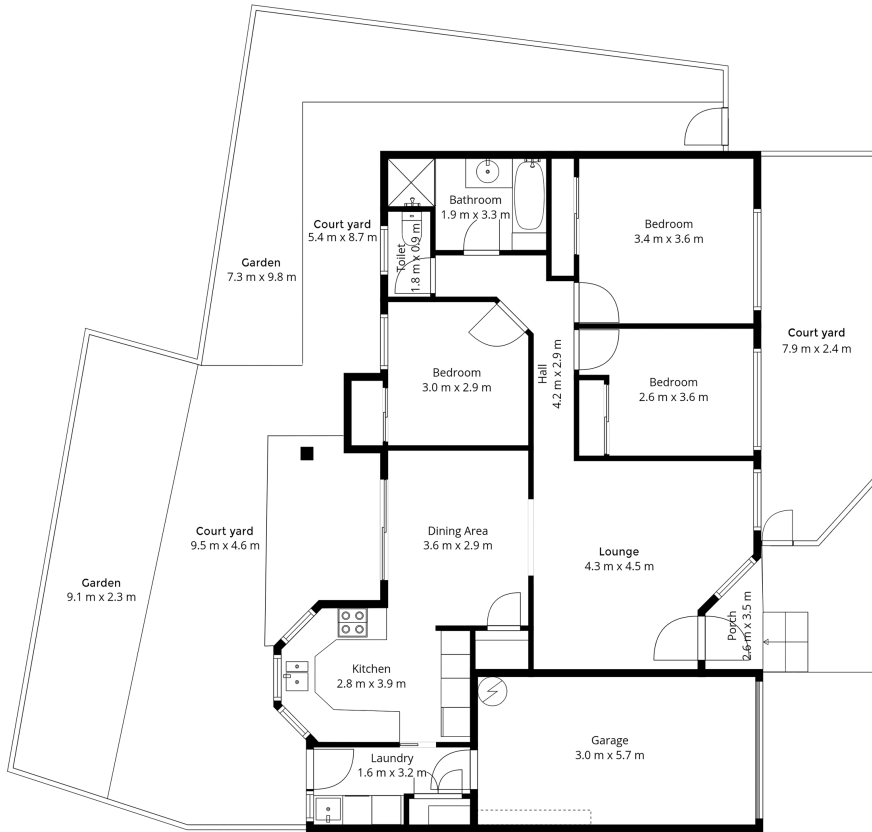 Bathroom
1.9 m x 3.3 m
Bedroom
3.4 m x 3.6 m
Court yard
5.4 m x 8.7 m
Toilet
1.8 m x 0.9 m
Garden
7.3 m x 9.8 m
Court yard
7.9 m x 2.4 m
Bedroom
3.0 m x 2.9 m
Hall
4.2 m x 2.9 m
Bedroom
2.6 m x 3.6 m
Court yard
9.5 m x 4.6 m
Dining Area
3.6 m x 2.9 m
Lounge
4.3 m x 4.5 m
Garden
9.1 m x 2.3 m
Porch
2.6 m x 3.5 m
Kitchen
2.8 m x 3.9 m
Garage
3.0 m x 5.7 m
Laundry
1.6 m x 3.2 m